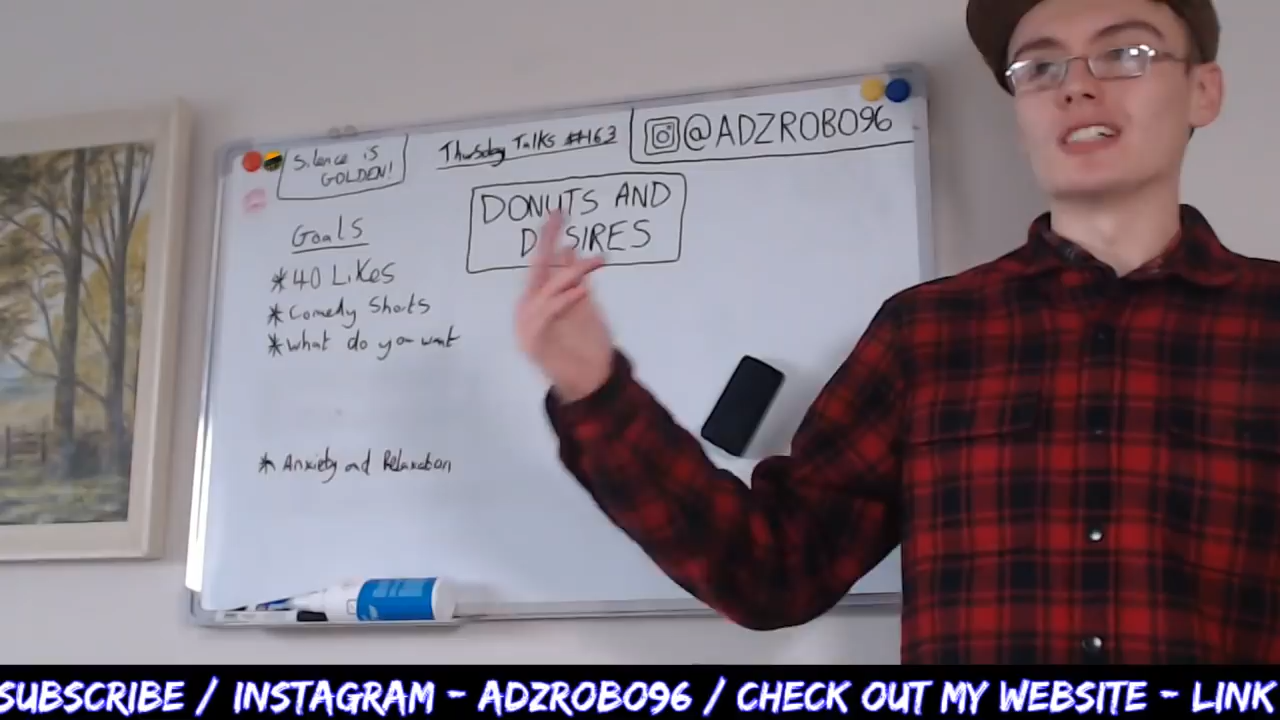 Silence is
GOLDEN!
Thursday Talks #163
@ADZROBO96
DONUTS AND
DESIRES
Goals
* 40 Likes
* Comedy Shorts
* What do you want
* Anxiety and Relaxation
SUBSCRIBE / INSTAGRAM - ADZROBO96 / CHECK OUT MY WEBSITE - LINK